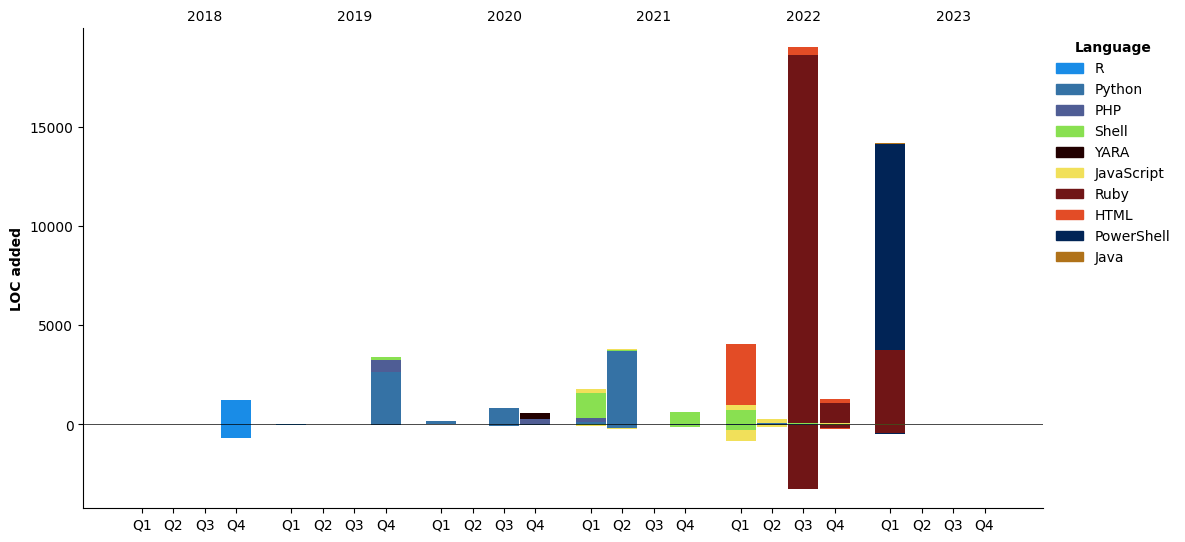 2018 2019 2020 2021 2022 2023
Language
R
Python
PHP
Shell
YARA
JavaScript
Ruby
HTML
PowerShell
Java
LOC added
15000
10000
5000
0
Q1 Q2 Q3 Q4 Q1 Q2 Q3 Q4 Q1 Q2 Q3 Q4 Q1 Q2 Q3 Q4 Q1 Q2 Q3 Q4 Q1 Q2 Q3 Q4